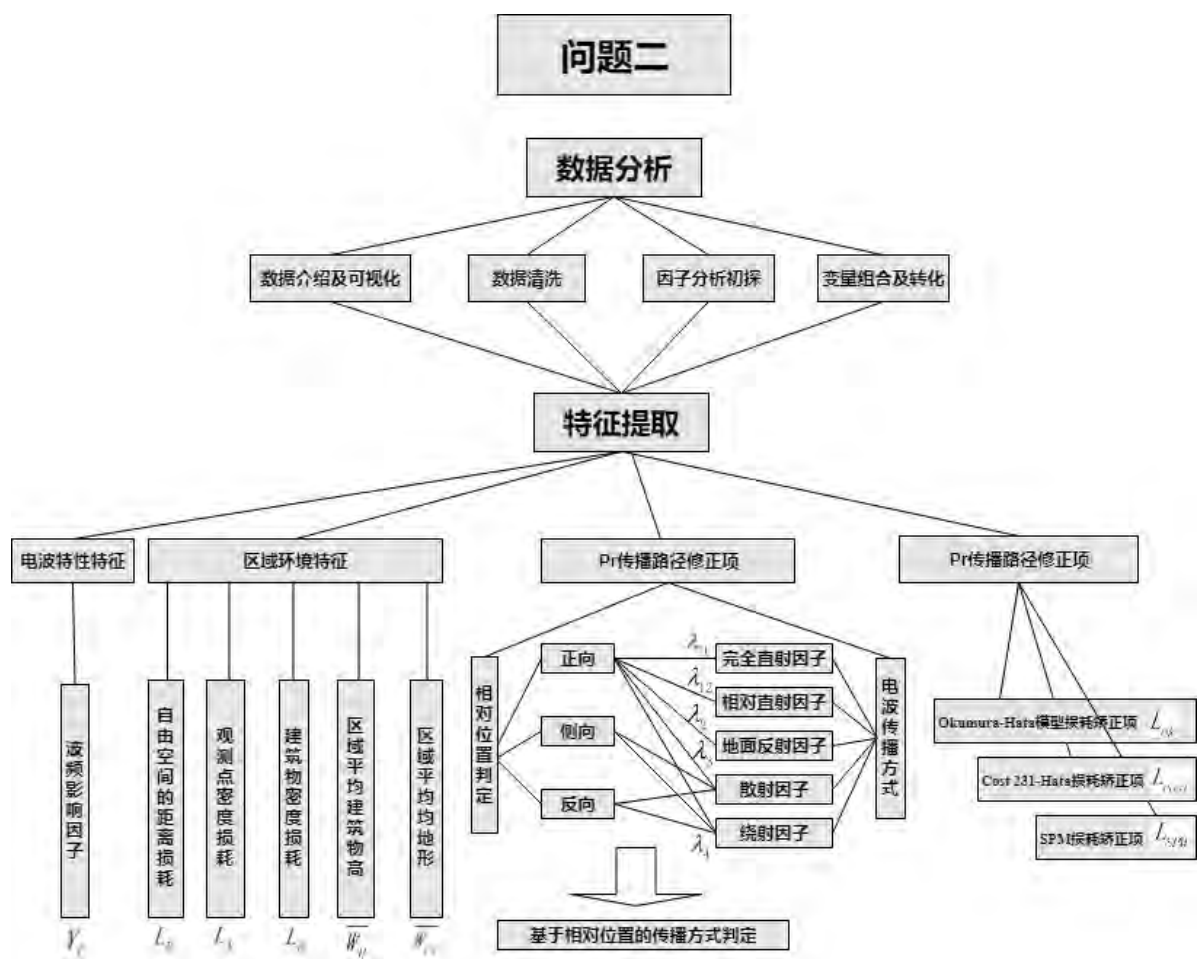 问题二
数据分析
数据介绍及可视化
数据清洗
因子分析初探
变量组合及转化
特征提取
电波特性特征
区域环境特征
Pr传播路径修正项
Pr传播路径修正项
波频影响因子
自由空间的距离损耗
观测点密度损耗
建筑物密度损耗
区域平均建筑物高
区域平均均地形
相对位置判定
正向
侧向
反向
λ12
λ2
λ3
λ4
完全直射因子
相对直射因子
地面反射因子
散射因子
绕射因子
电波传播方式
Okumura-Hata模型损耗矫正项
Cost 231-Hata损耗矫正项
SPM损耗矫正项
基于相对位置的传播方式判定